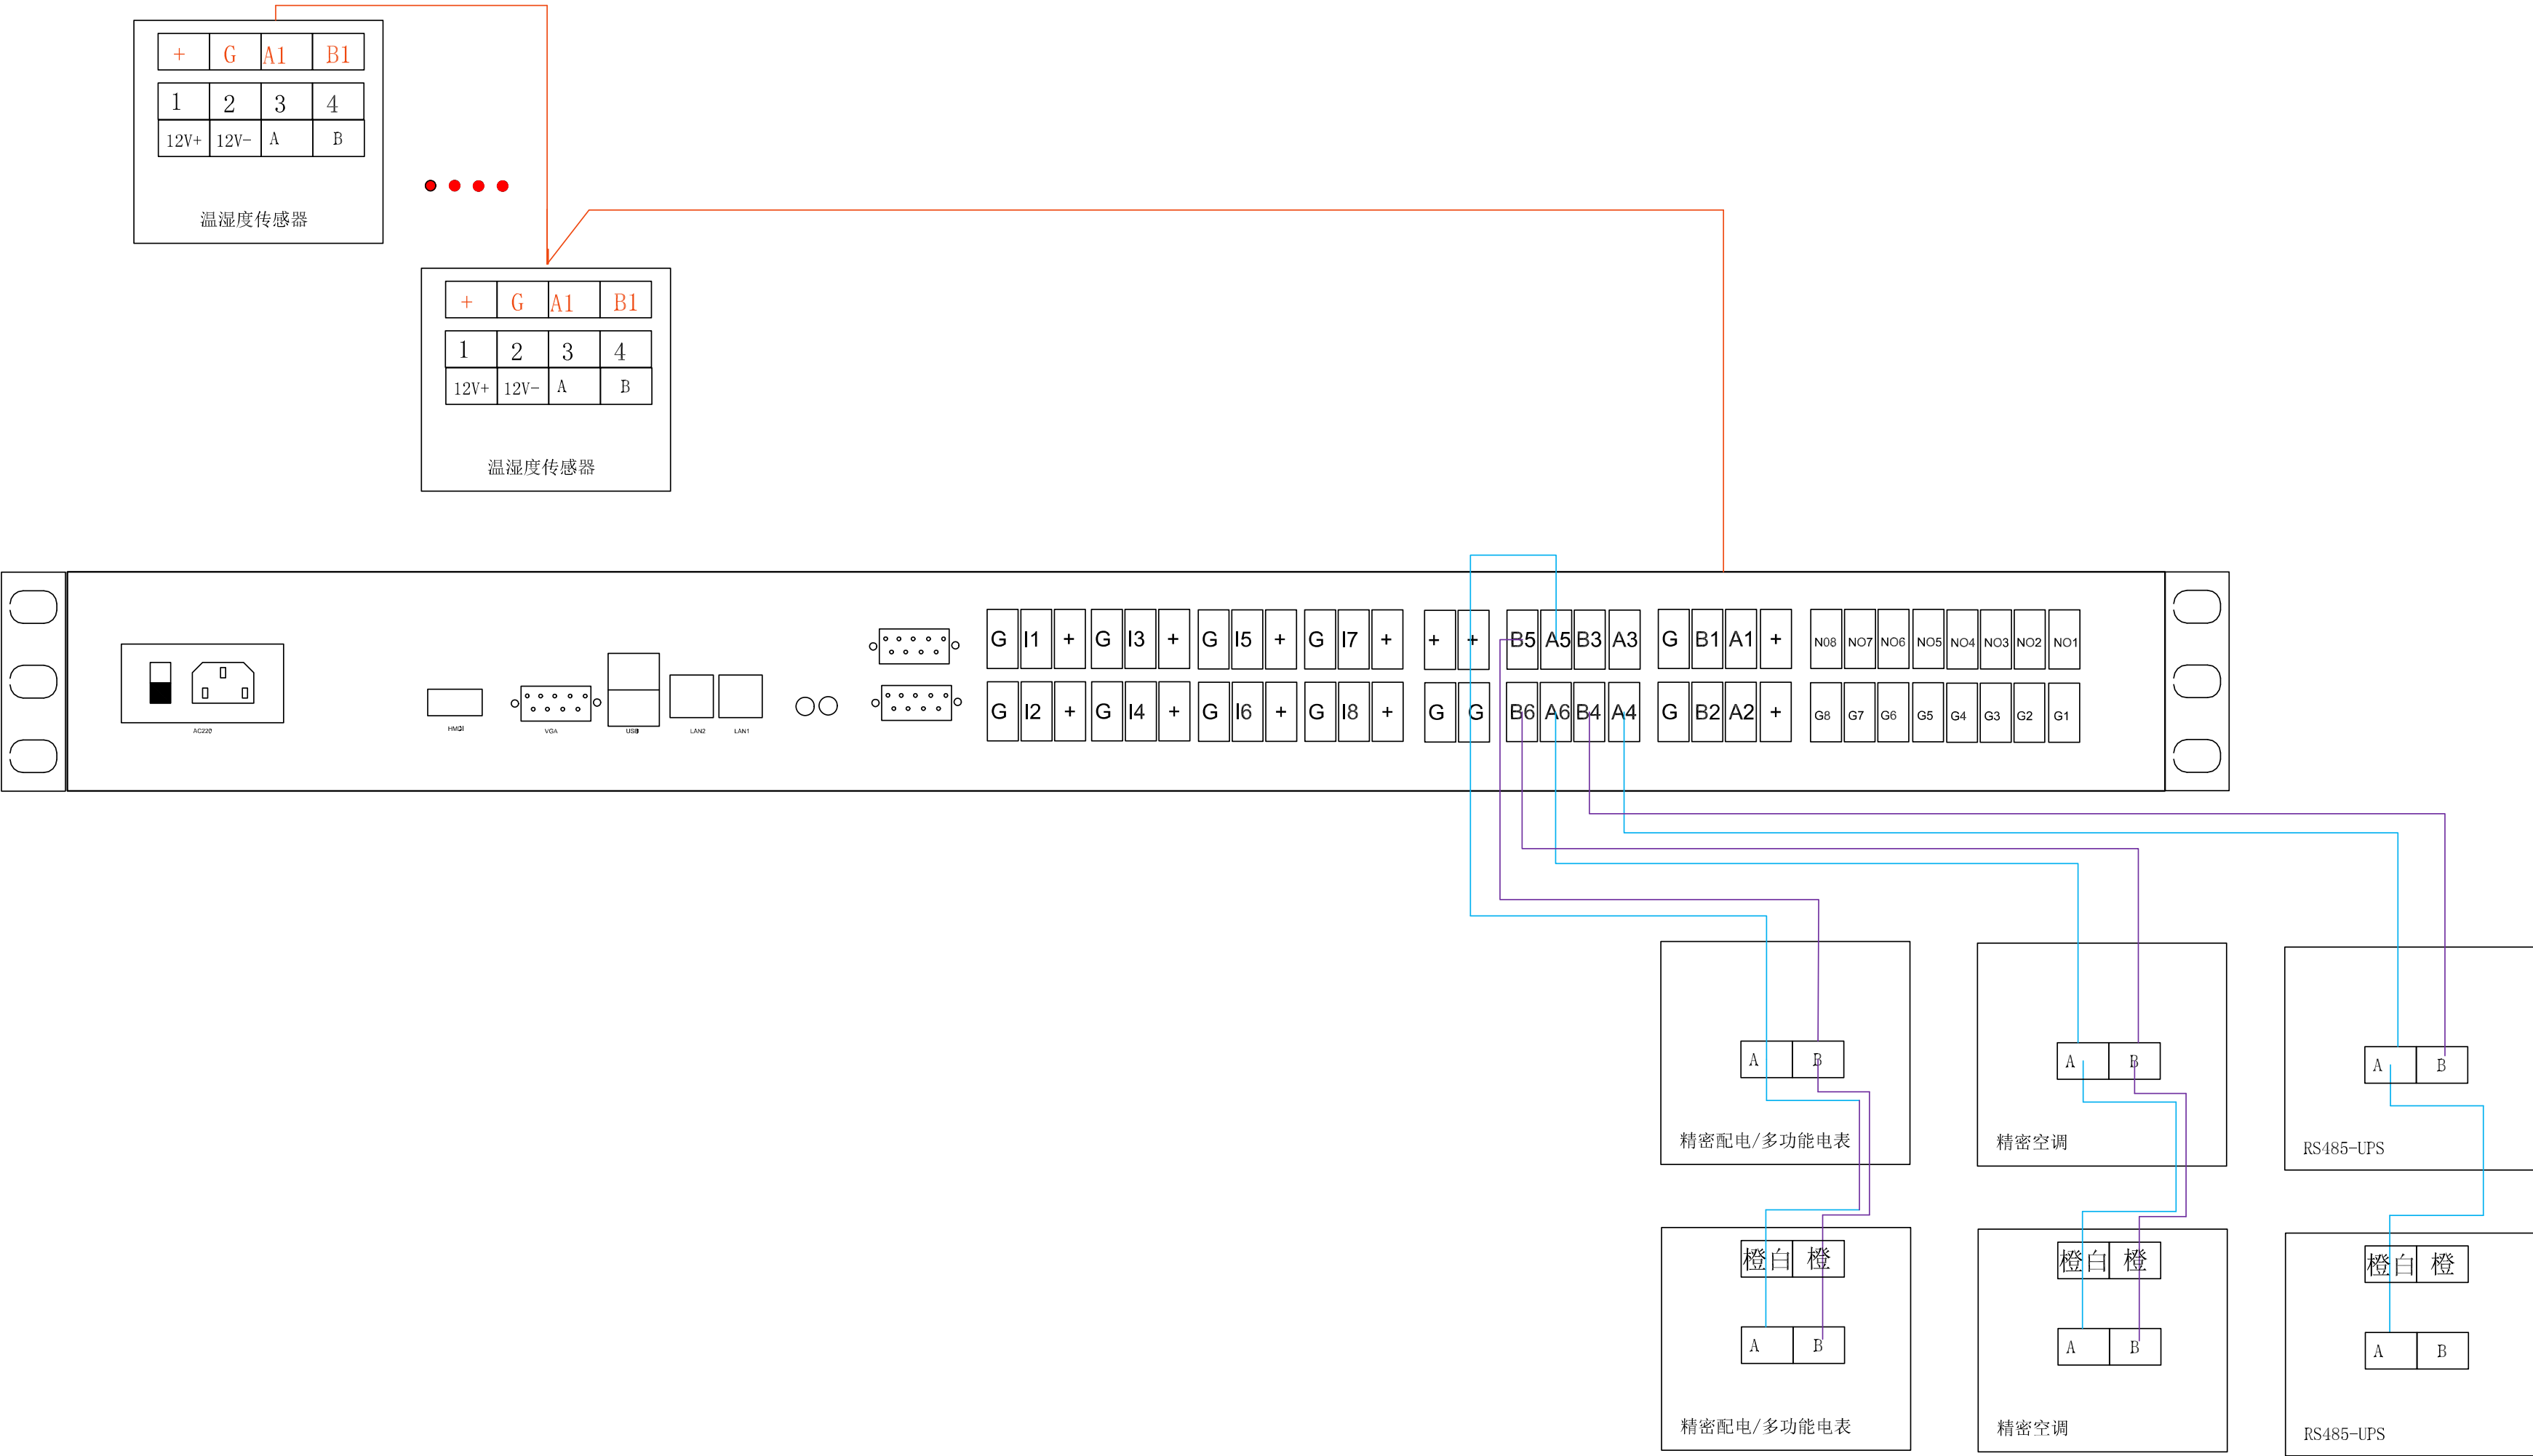 + G A1 B1
1 2 3 4
12V+ 12V- A B
温湿度传感器
+ G A1 B1
1 2 3 4
12V+ 12V- A B
温湿度传感器
G I1 + G I3 + G I5 + G I7 + + + B5 A5 B3 A3 G B1 A1 + N08 NO7 NO6 NO5 NO4 NO3 NO2 NO1
G I2 + G I4 + G I6 + G I8 + G G B6 A6 B4 A4 G B2 A2 + G8 G7 G6 G5 G4 G3 G2 G1
AC220 HMDI VGA USB LAN2 LAN1
A B A B A B
精密配电/多功能电表 精密空调 RS485-UPS
橙白 橙 橙白 橙 橙白 橙
A B A B A B
精密配电/多功能电表 精密空调 RS485-UPS